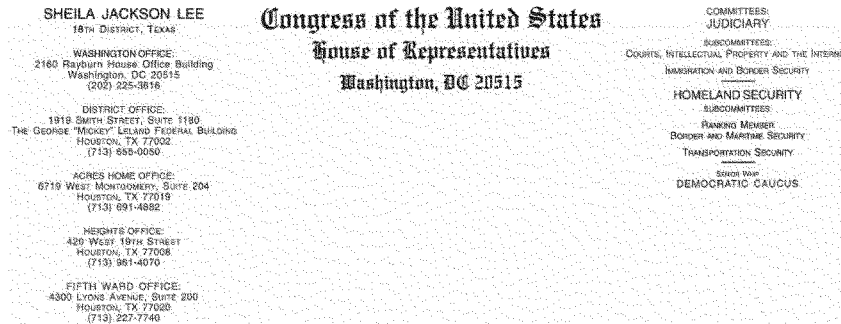 SHEILA JACKSON LEE
18TH DISTRICT, TEXAS
WASHINGTON OFFICE:
2160 Rayburn House Office Building
Washington, DC 20515
(202) 225-3816
DISTRICT OFFICE:
1919 SMITH STREET, SUITE 1180
THE GEORGE "MICKEY" LELAND FEDERAL BUILDING
HOUSTON, TX 77002
(713) 655-0050
ACRES HOME OFFICE:
6719 WEST MONTGOMERY, SUITE 204
HOUSTON, TX 77019
(713) 691-4882
HEIGHTS OFFICE:
420 WEST 19TH STREET
HOUSTON, TX 77008
(713) 861-4070
FIFTH WARD OFFICE:
4300 LYONS AVENUE, SUITE 200
HOUSTON, TX 77020
(713) 227-7740
Congress of the United States
House of Representatives
Washington, DC 20515
COMMITTEES:
JUDICIARY
SUBCOMMITTEES:
COURTS, INTELLECTUAL PROPERTY AND THE INTERN
IMMIGRATION AND BORDER SECURITY
HOMELAND SECURITY
SUBCOMMITTEES:
RANKING MEMBER
BORDER AND MARITIME SECURITY
TRANSPORTATION SECURITY
SENIOR WHIP
DEMOCRATIC CAUCUS